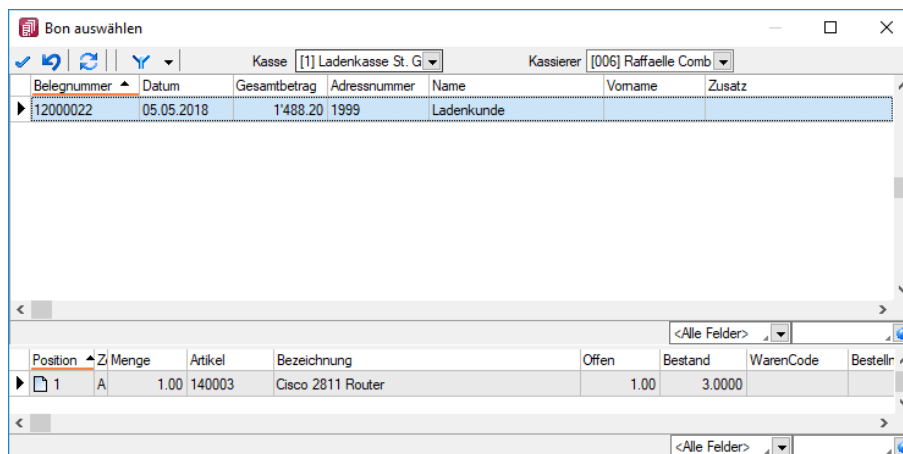 Bon auswählen
Kasse [1] Ladenkasse St. G Kassierer [006] Raffaelle Comb
Belegnummer Datum Gesamtbetrag Adressnummer Name Vorname Zusatz
12000022 05.05.2018 1'488.20 1999 Ladenkunde
<Alle Felder>
Position Z Menge Artikel Bezeichnung Offen Bestand WarenCode Bestelln
1 A 1.00 140003 Cisco 2811 Router 1.00 3.0000
<Alle Felder>